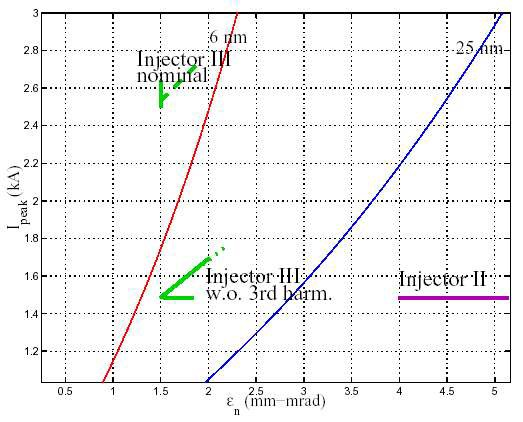 3
2.8
2.6
2.4
2.2
2
1.8
1.6
1.4
1.2
I peak (kA)
6 nm
25 nm
Injector III
nominal
Injector III
w.o. 3rd harm.
Injector II
0.5 1 1.5 2 2.5 3 3.5 4 4.5 5
εn (mm−mrad)